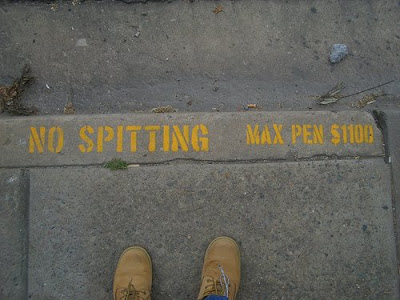 NO SPITTING MAX PEN $1100